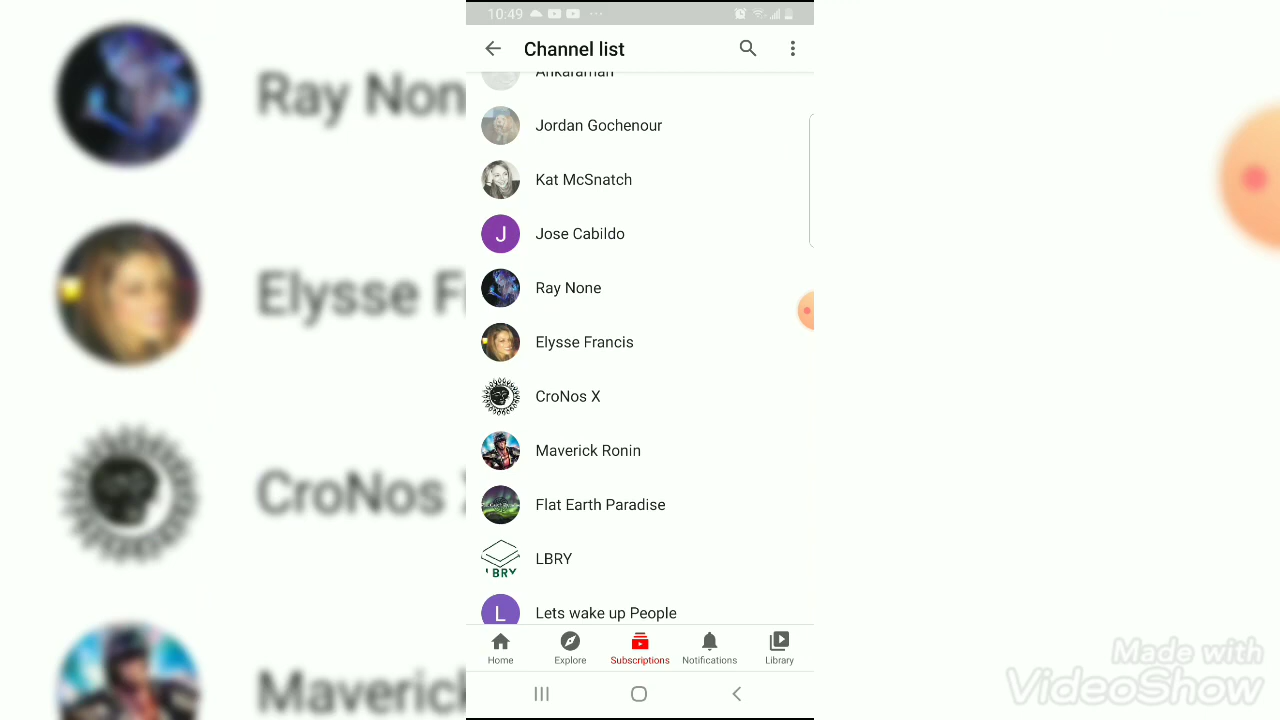 10:49
Channel list
Ankaraman
Jordan Gochenour
Kat McSnatch
J
Jose Cabildo
Ray None
Elysse Francis
CroNos X
Maverick Ronin
Flat Earth Paradise
LBRY
LBRY
L
Lets wake up People
Home
Explore
Subscriptions
Notifications
Library
Ray Non
Elysse F
CroNos X
Maverick
Made with
VideoShow